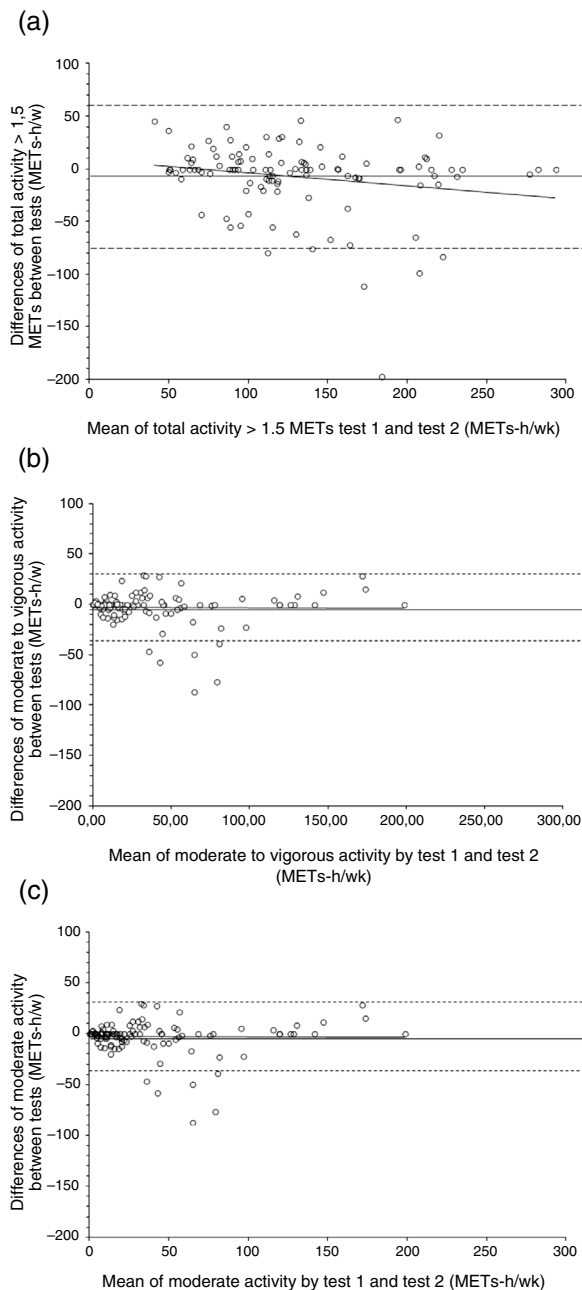 (a)
Differences of total activity > 1,5
METs between tests (METs-h/w)
100
50
0
–50
–100
–150
–200
0 50 100 150 200 250 300
Mean of total activity > 1.5 METs test 1 and test 2 (METs-h/wk)
(b)
Differences of moderate to vigorous activity
between tests (METs-h/w)
100
50
0
–50
–100
–150
–200
0,00 50,00 100,00 150,00 200,00 250,00 300,00
Mean of moderate to vigorous activity by test 1 and test 2
(METs-h/wk)
(c)
Differences of moderate activity
between tests (METs-h/w)
100
50
0
–50
–100
–150
–200
0 50 100 150 200 250 300
Mean of moderate activity by test 1 and test 2 (METs-h/wk)